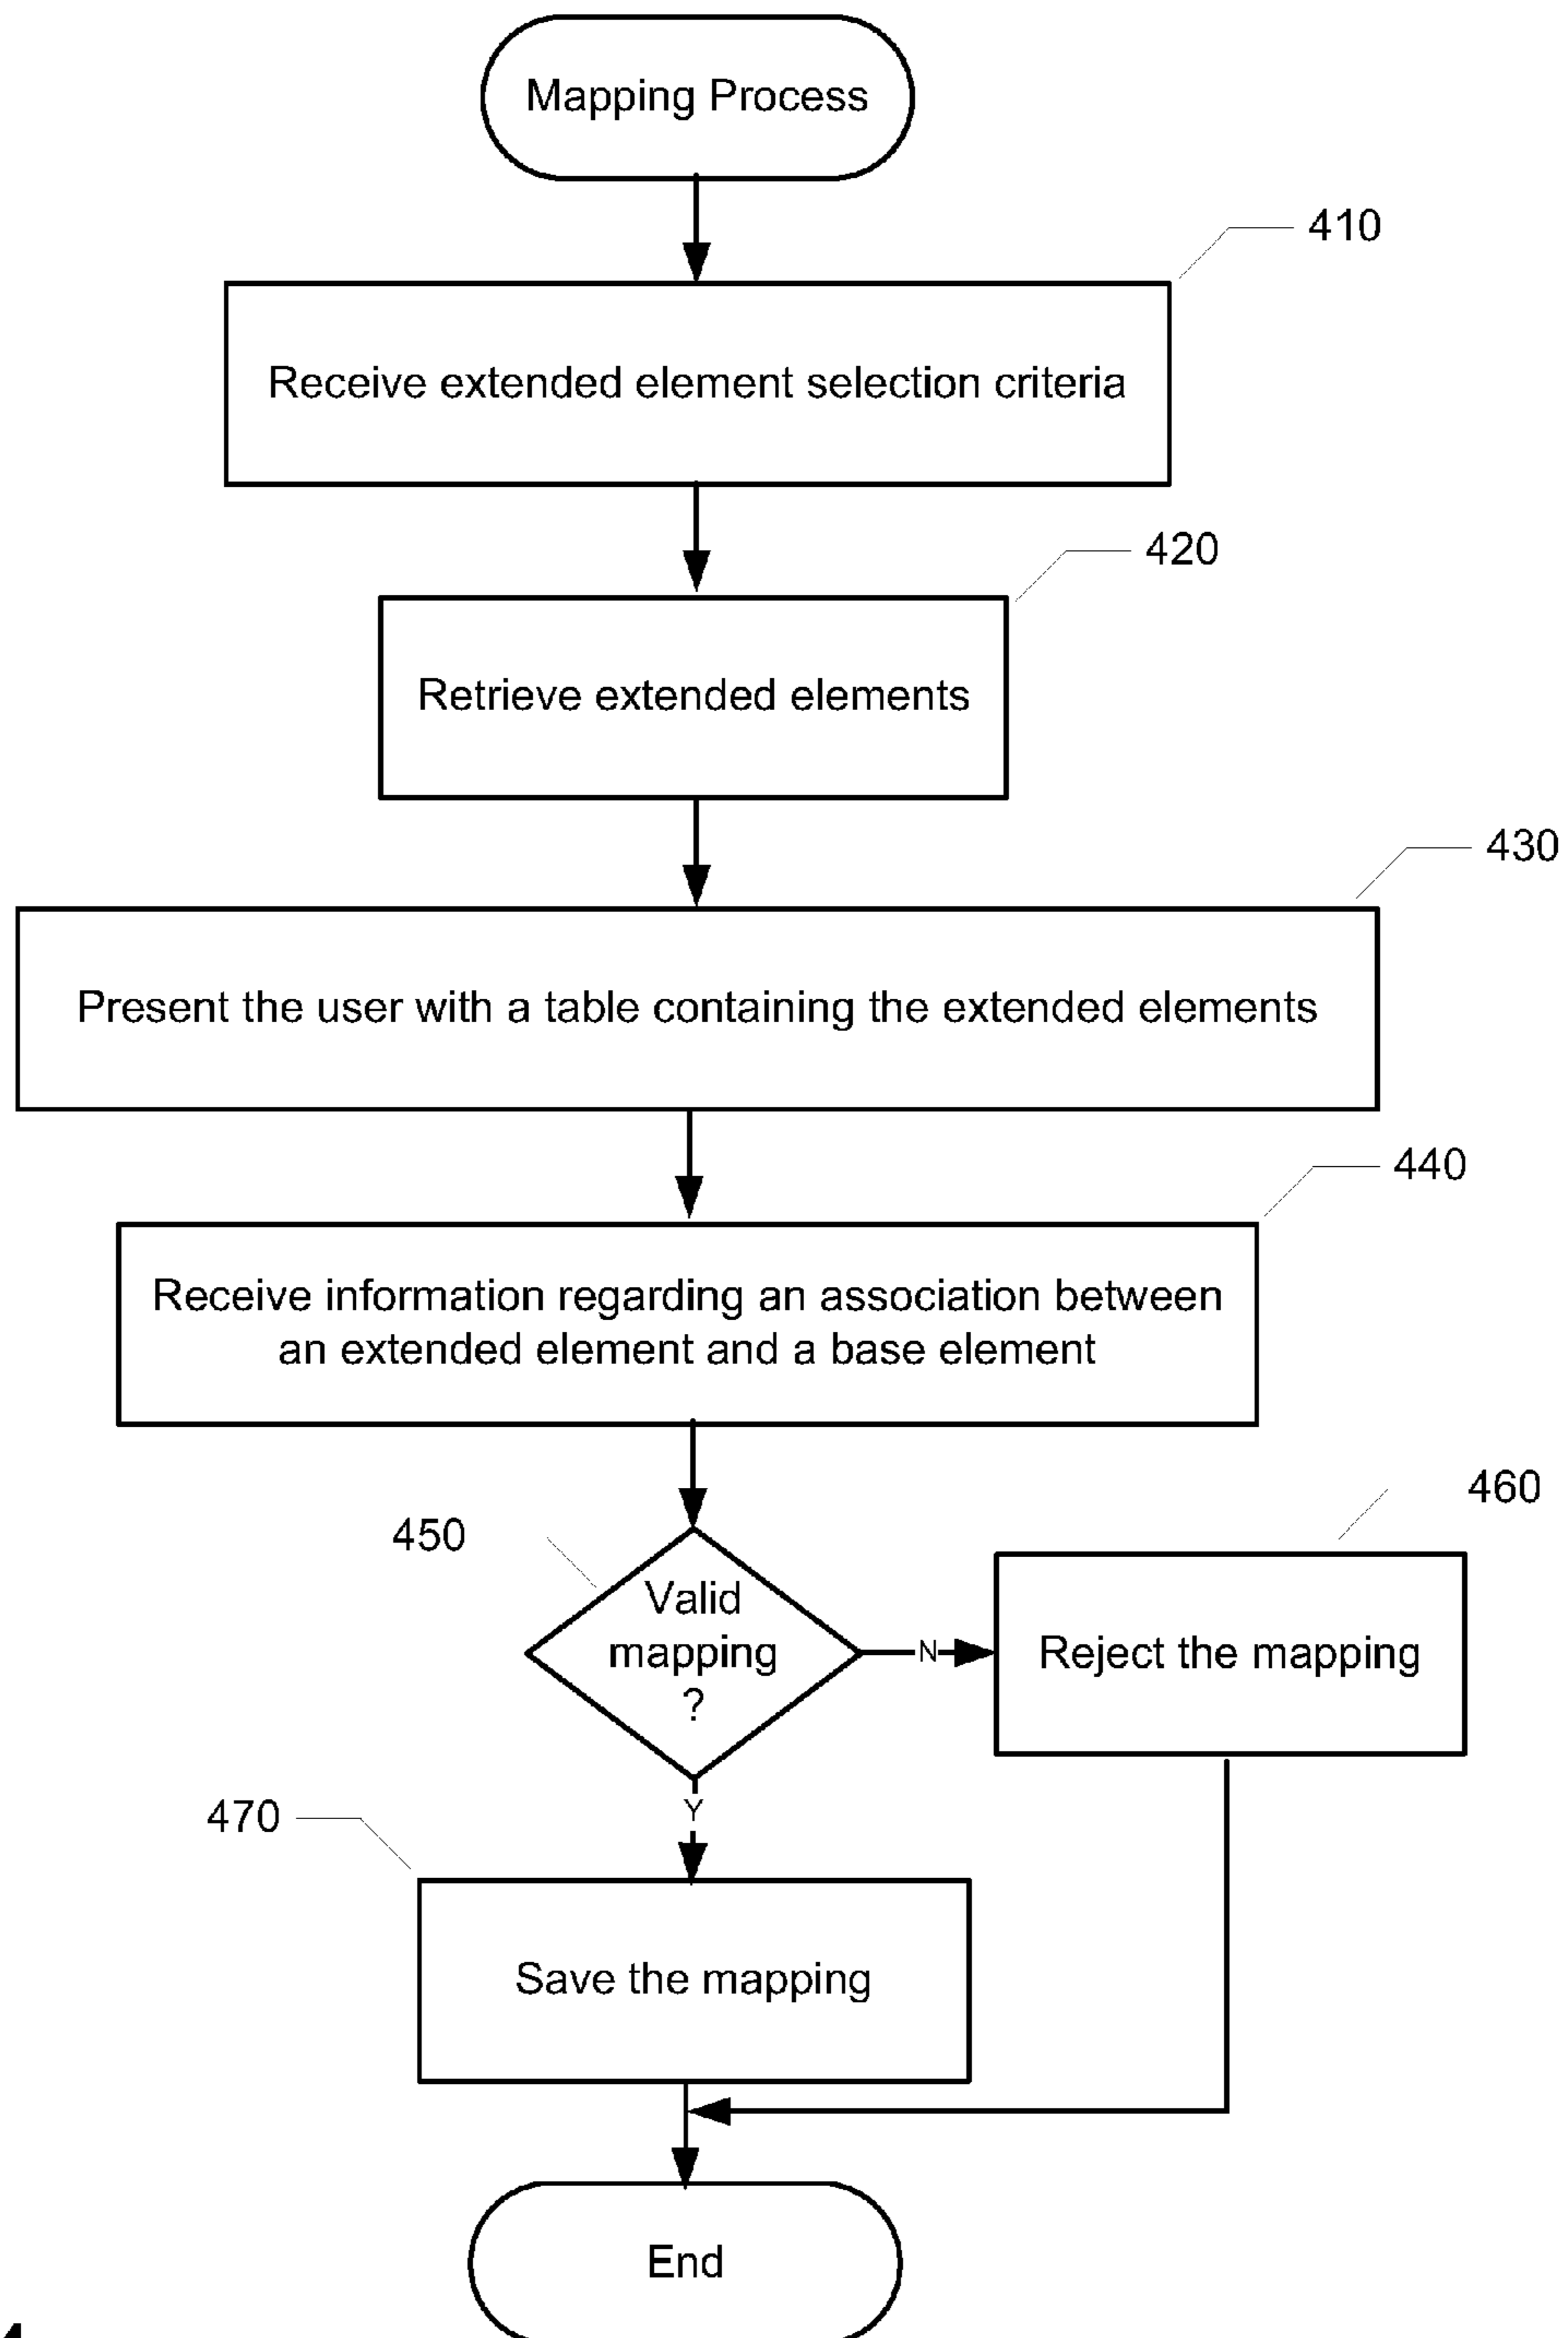 Mapping Process
410
Receive extended element selection criteria
420
Retrieve extended elements
430
Present the user with a table containing the extended elements
440
Receive information regarding an association between
an extended element and a base element
450
460
Valid
mapping
?
N
Reject the mapping
Y
470
Save the mapping
End